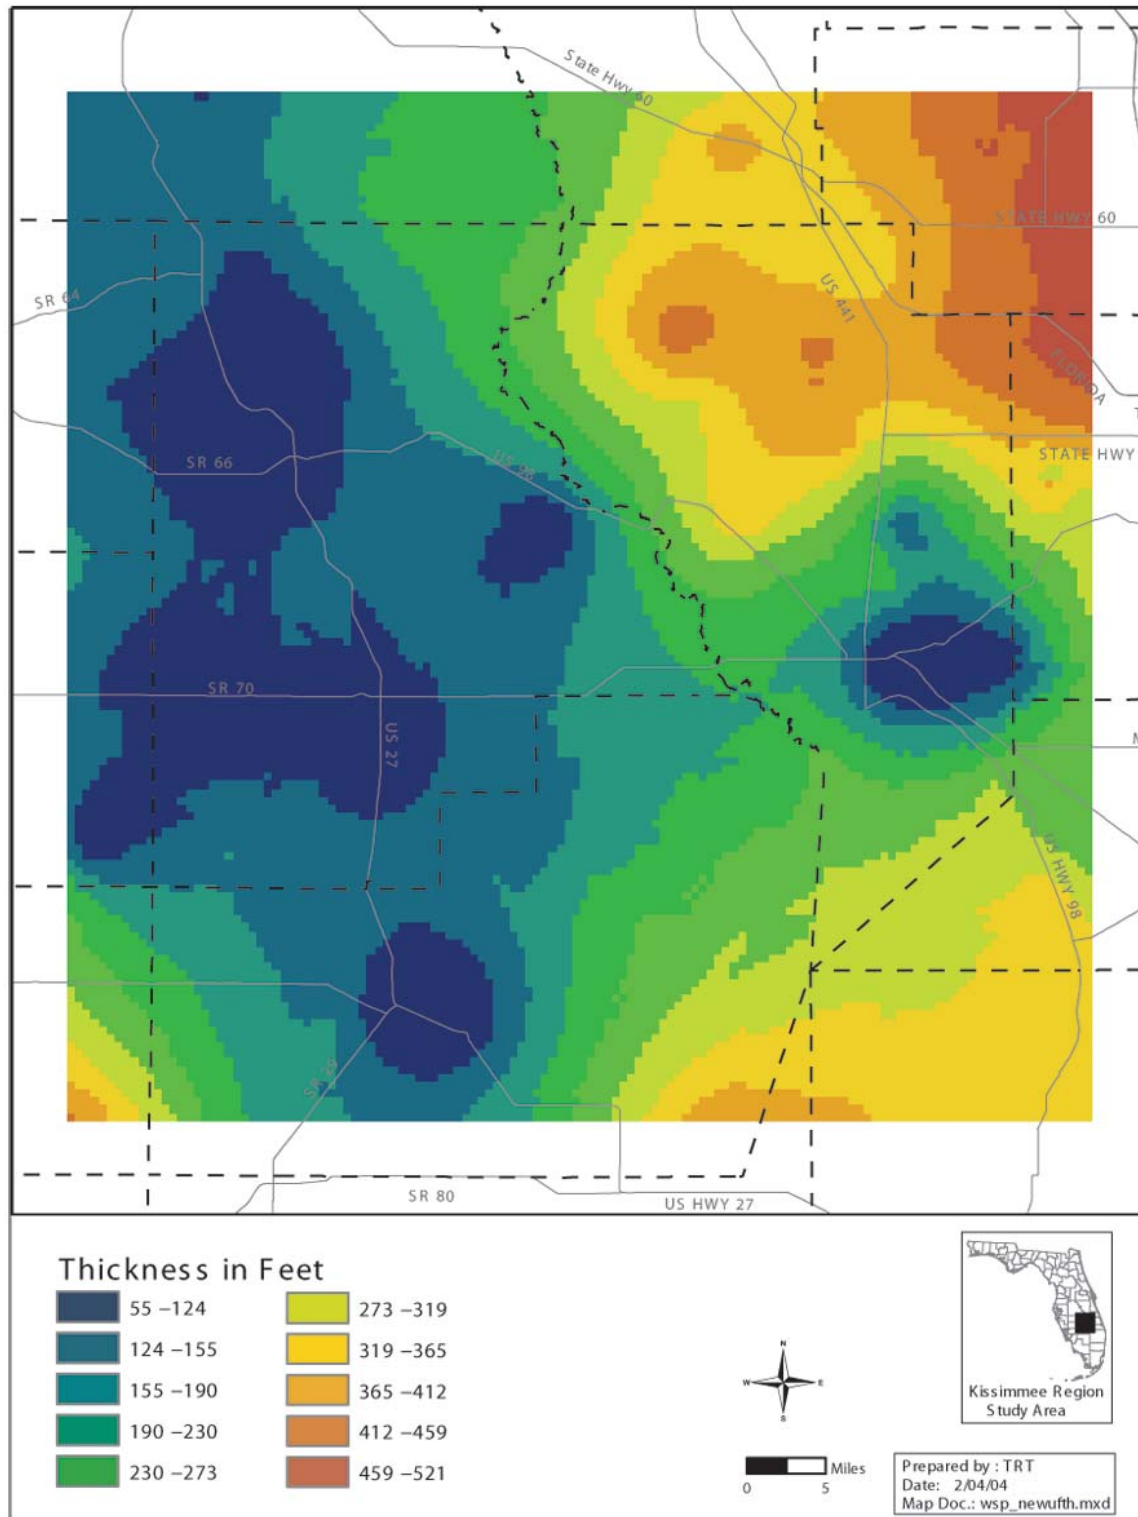 State Hwy 60
STATE HWY 60
SR 64
US 441
FLORIDA
T
STATE HWY
SR 66
US 98
SR 70
US 27
M
US HWY 98
SR 29
SR 80
US HWY 27
Thickness in Feet
55 –124
124 –155
155 –190
190 –230
230 –273
273 –319
319 –365
365 –412
412 –459
459 –521
N
W
E
S
0
5
Miles
Kissimmee Region
Study Area
Prepared by : TRT
Date: 2/04/04
Map Doc.: wsp_newufth.mxd